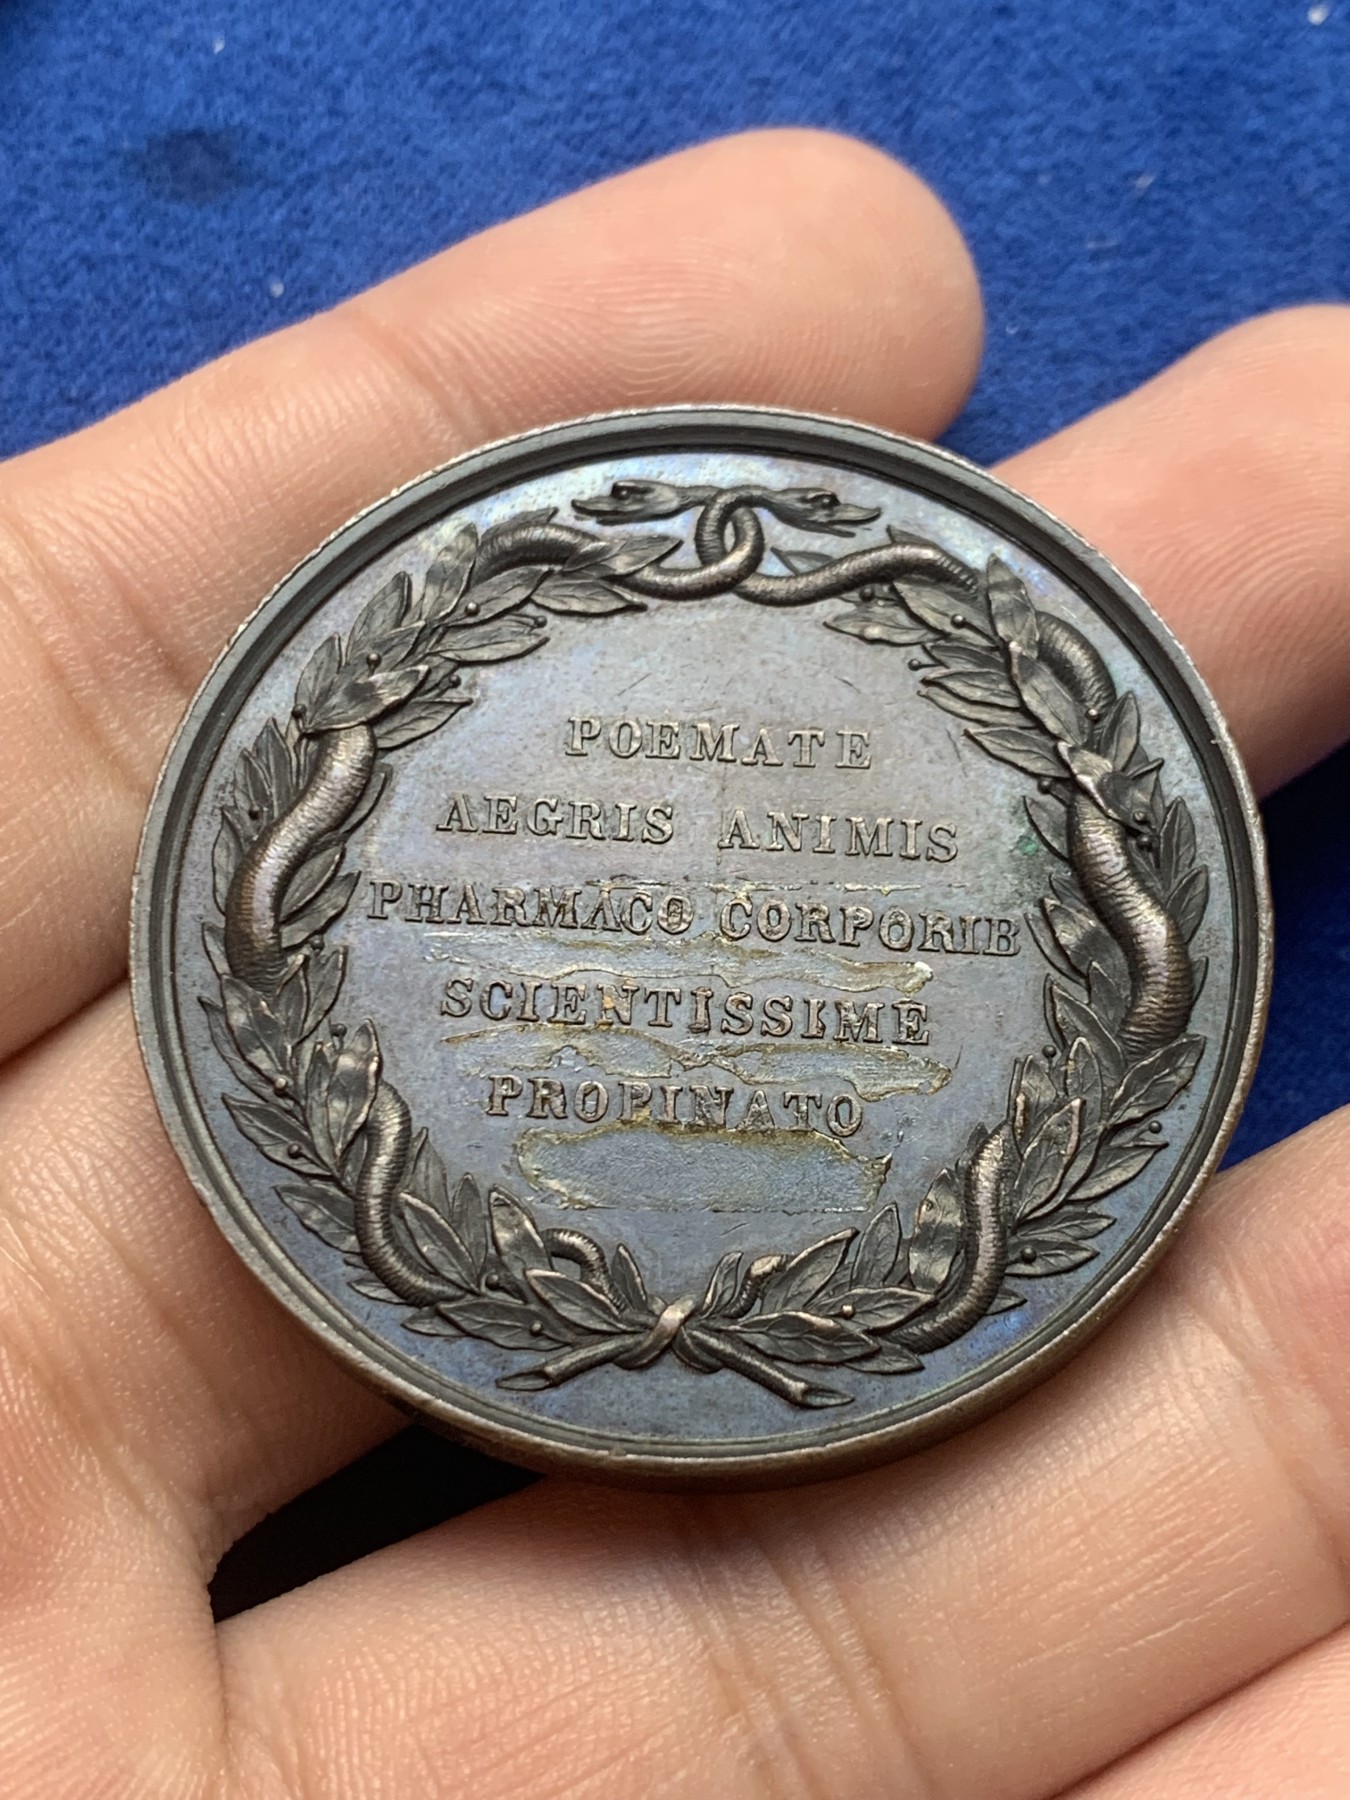 POEMATE
AEGRIS ANIMIS
PHARMACO CORPORIB
SCIENTISSIME
PROPINATO